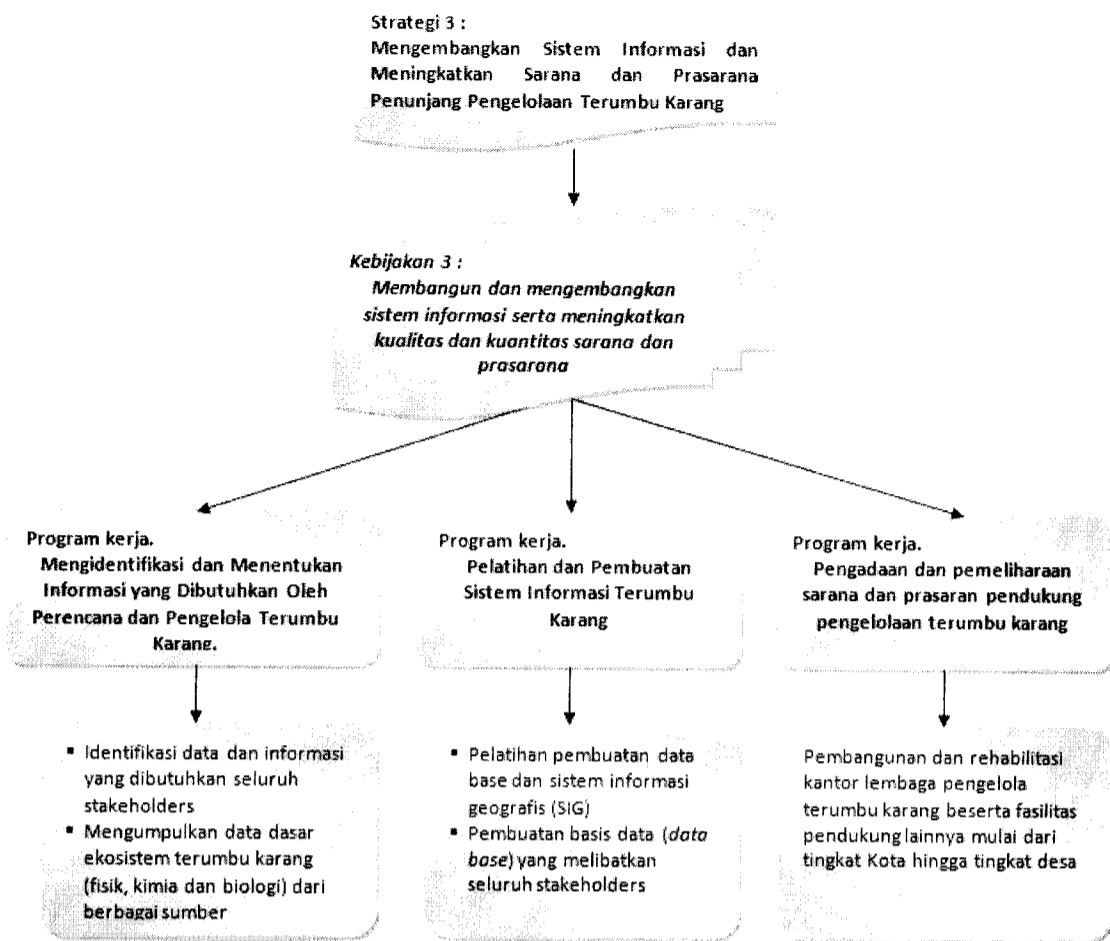 Strategi 3 :
Mengembangkan Sistem Informasi dan
Meningkatkan Sarana dan Prasarana
Penunjang Pengelolaan Terumbu Karang
Kebijakan 3 :
Membangun dan mengembangkan
sistem informasi serta meningkatkan
kualitas dan kuantitas sarana dan
prasarana
Program kerja.
Mengidentifikasi dan Menentukan
Informasi yang Dibutuhkan Oleh
Perencana dan Pengelola Terumbu
Karang.
Program kerja.
Pelatihan dan Pembuatan
Sistem Informasi Terumbu
Karang
Program kerja.
Pengadaan dan pemeliharaan
sarana dan prasaran pendukung
pengelolaan terumbu karang
▪ Identifikasi data dan informasi
yang dibutuhkan seluruh
stakeholders
▪ Mengumpulkan data dasar
ekosistem terumbu karang
(fisik, kimia dan biologi) dari
berbagai sumber
▪ Pelatihan pembuatan data
base dan sistem informasi
geografis (SIG)
▪ Pembuatan basis data (data
base) yang melibatkan
seluruh stakeholders
Pembangunan dan rehabilitasi
kantor lembaga pengelola
terumbu karang beserta fasilitas
pendukung lainnya mulai dari
tingkat Kota hingga tingkat desa